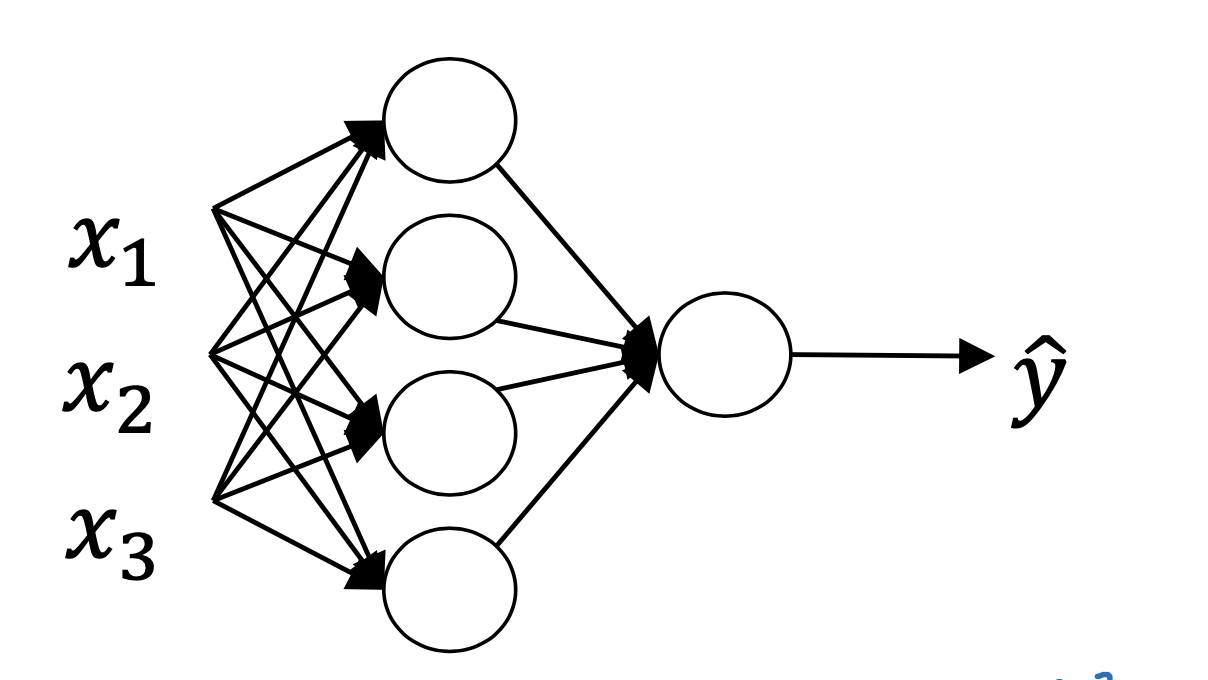 x₁
x₂
ŷ
x₃